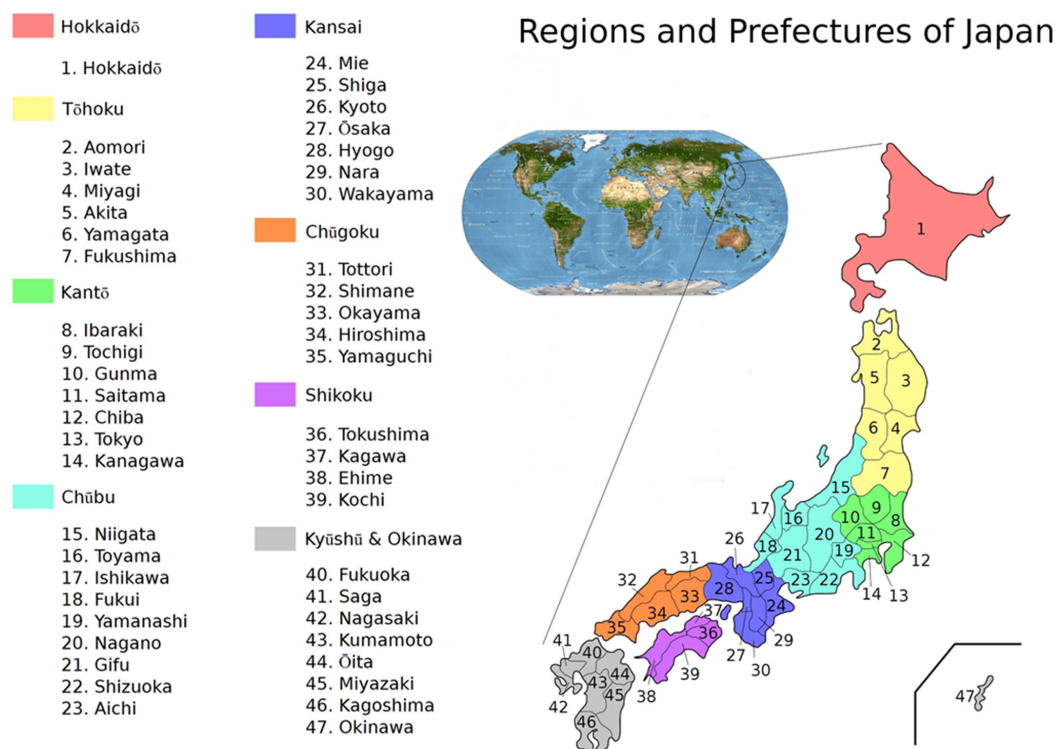 Regions and Prefectures of Japan
Hokkaidō
1. Hokkaidō
Tōhoku
2. Aomori
3. Iwate
4. Miyagi
5. Akita
6. Yamagata
7. Fukushima
Kantō
8. Ibaraki
9. Tochigi
10. Gunma
11. Saitama
12. Chiba
13. Tokyo
14. Kanagawa
Chūbu
15. Niigata
16. Toyama
17. Ishikawa
18. Fukui
19. Yamanashi
20. Nagano
21. Gifu
22. Shizuoka
23. Aichi
Kansai
24. Mie
25. Shiga
26. Kyoto
27. Ōsaka
28. Hyogo
29. Nara
30. Wakayama
Chūgoku
31. Tottori
32. Shimane
33. Okayama
34. Hiroshima
35. Yamaguchi
Shikoku
36. Tokushima
37. Kagawa
38. Ehime
39. Kochi
Kyūshū & Okinawa
40. Fukuoka
41. Saga
42. Nagasaki
43. Kumamoto
44. Ōita
45. Miyazaki
46. Kagoshima
47. Okinawa
1
2
5
3
6
4
7
15
9
17
16
10
8
20
11
26
18
21
19
12
31
25
23
22
14
13
32
28
33
24
37
34
35
36
29
41
40
27
30
39
44
43
38
45
42
46
47